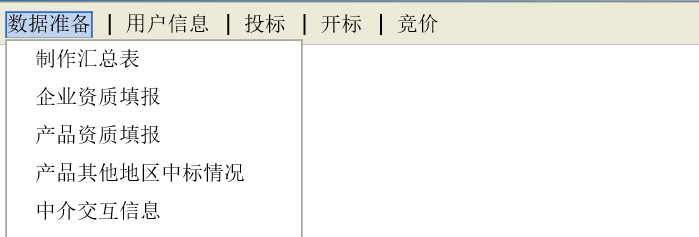 数据准备 | 用户信息 | 投标 | 开标 | 竞价
制作汇总表
企业资质填报
产品资质填报
产品其他地区中标情况
中介交互信息